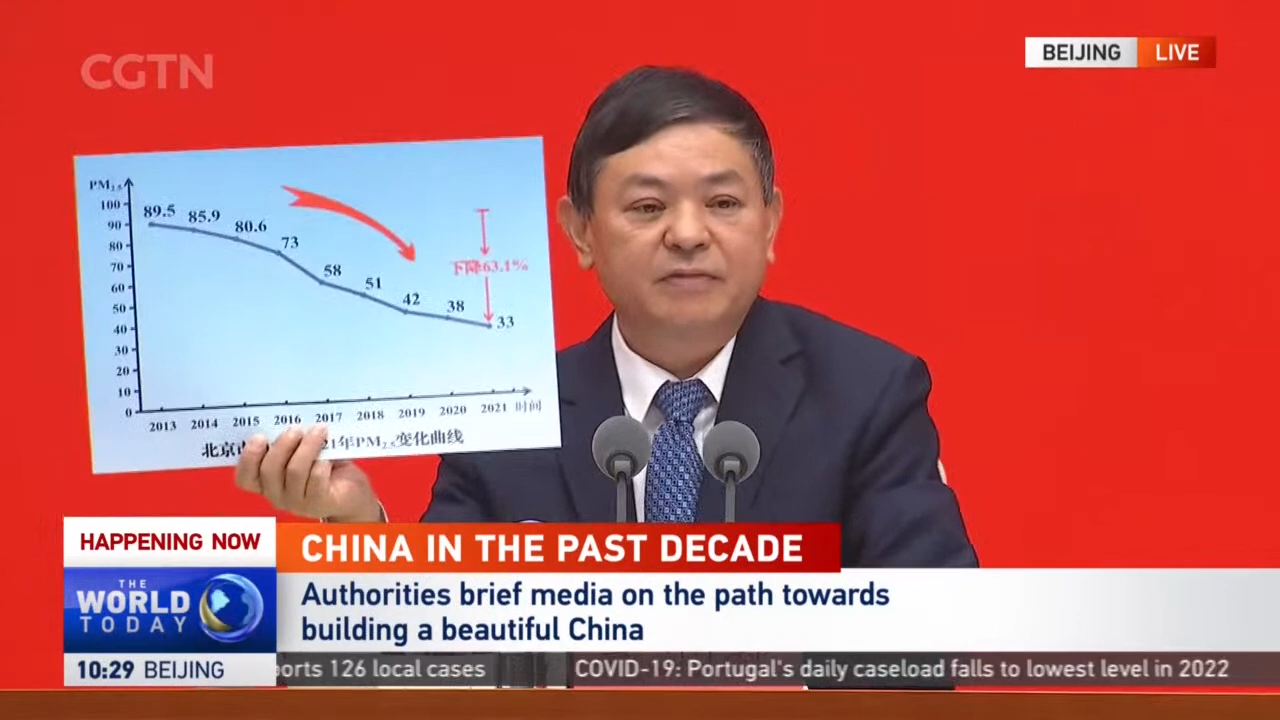 CGTN
BEIJING LIVE
PM2.5
100
90
80
70
60
50
40
30
20
10
0
89.5
85.9
80.6
73
58
51
42
38
33
下降63.1%
2013 2014 2015 2016 2017 2018 2019 2020 2021 时间
北京 21年PM2.5变化曲线
HAPPENING NOW
CHINA IN THE PAST DECADE
THE
WORLD
TODAY
Authorities brief media on the path towards
building a beautiful China
10:29 BEIJING
orts 126 local cases COVID-19: Portugal's daily caseload falls to lowest level in 2022